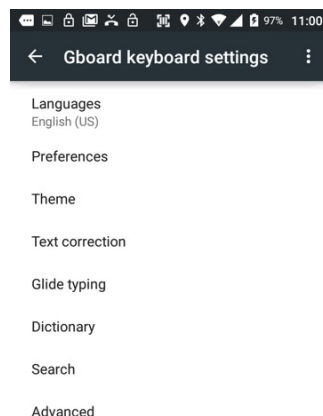 97% 11:00
Gboard keyboard settings
Languages
English (US)
Preferences
Theme
Text correction
Glide typing
Dictionary
Search
Advanced